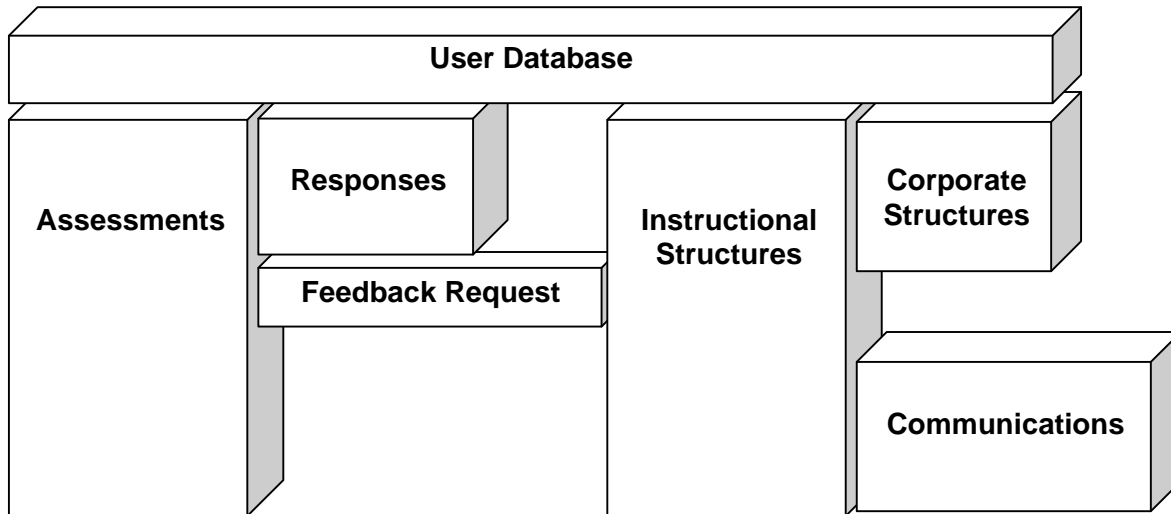 User Database
Assessments
Responses
Feedback Request
Instructional
Structures
Corporate
Structures
Communications